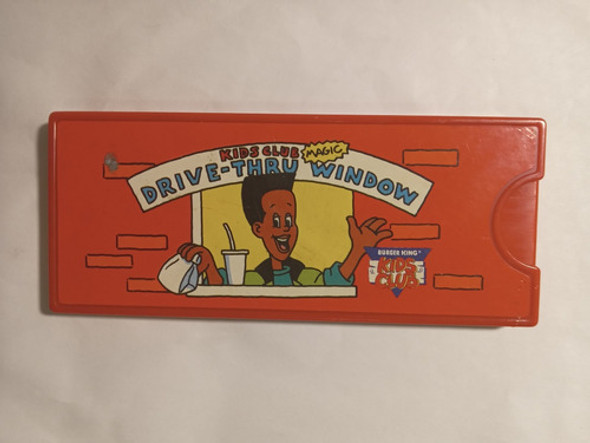 KIDS CLUB MAGIC
DRIVE-THRU WINDOW
BURGER KING
KIDS
CLUB